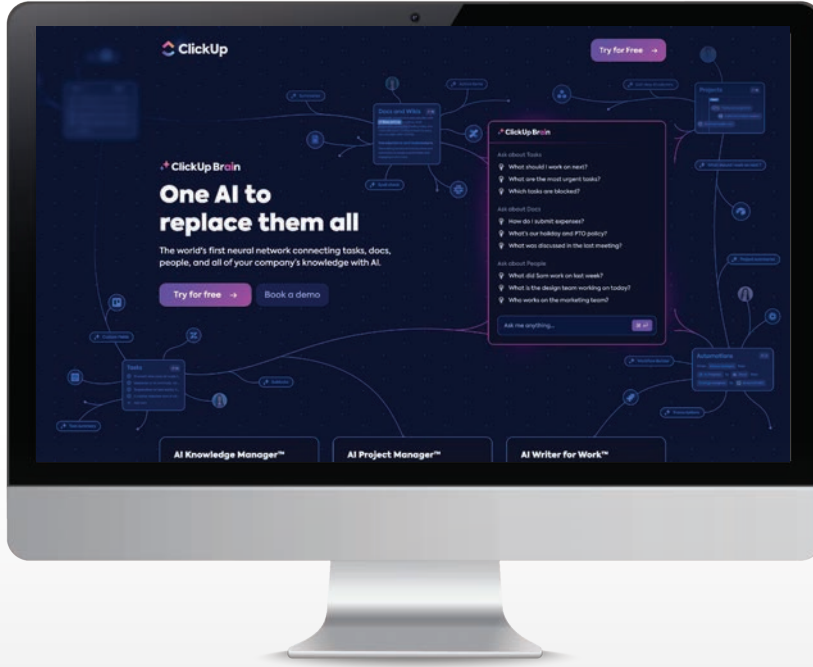 ClickUp
Try for Free →
ClickUp Brain
One AI to
replace them all
The world's first neural network connecting tasks, docs,
people, and all of your company's knowledge with AI.
Try for free →
Book a demo
Docs and Wikis
Projects
ClickUp Brain
Ask about Tasks
What should I work on next?
What are the most urgent tasks?
Which tasks are blocked?
Ask about Docs
How do I submit expenses?
What's our holiday and PTO policy?
What was discussed in the last meeting?
Ask about People
What did Sam work on last week?
What is the design team working on today?
Who works on the marketing team?
Ask me anything...
Tasks
Automations
AI Knowledge Manager™
AI Project Manager™
AI Writer for Work™